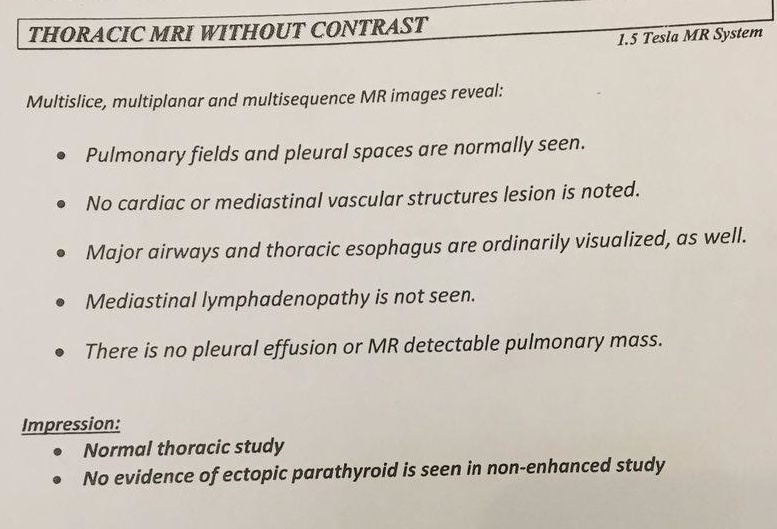 THORACIC MRI WITHOUT CONTRAST
1.5 Tesla MR System
Multislice, multiplanar and multisequence MR images reveal:
• Pulmonary fields and pleural spaces are normally seen.
• No cardiac or mediastinal vascular structures lesion is noted.
• Major airways and thoracic esophagus are ordinarily visualized, as well.
• Mediastinal lymphadenopathy is not seen.
• There is no pleural effusion or MR detectable pulmonary mass.
Impression:
• Normal thoracic study
• No evidence of ectopic parathyroid is seen in non-enhanced study